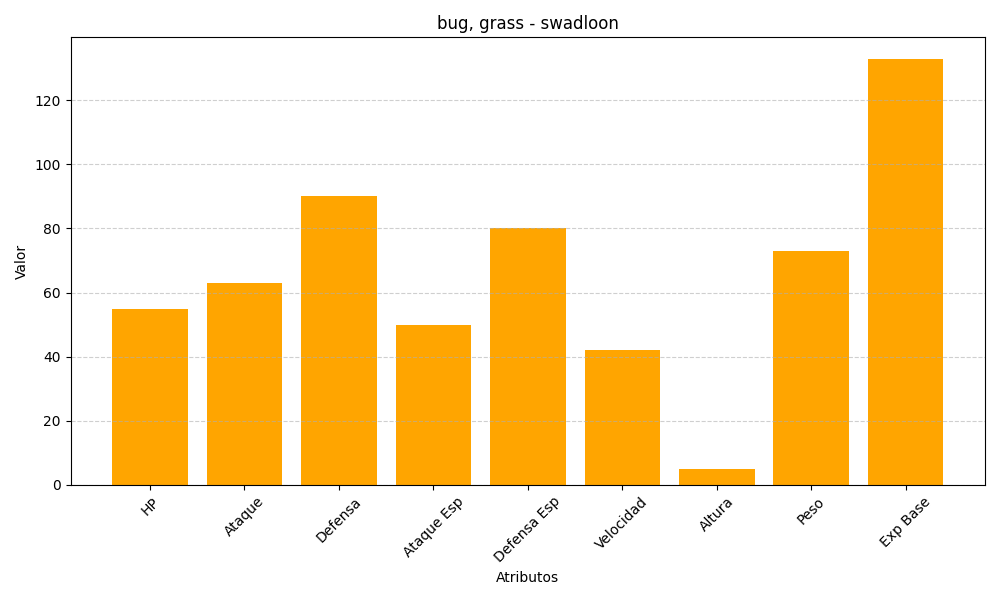 bug, grass - swadloon
Valor
120
100
80
60
40
20
0
HP
Ataque
Defensa
Ataque Esp
Defensa Esp
Velocidad
Altura
Peso
Exp Base
Atributos